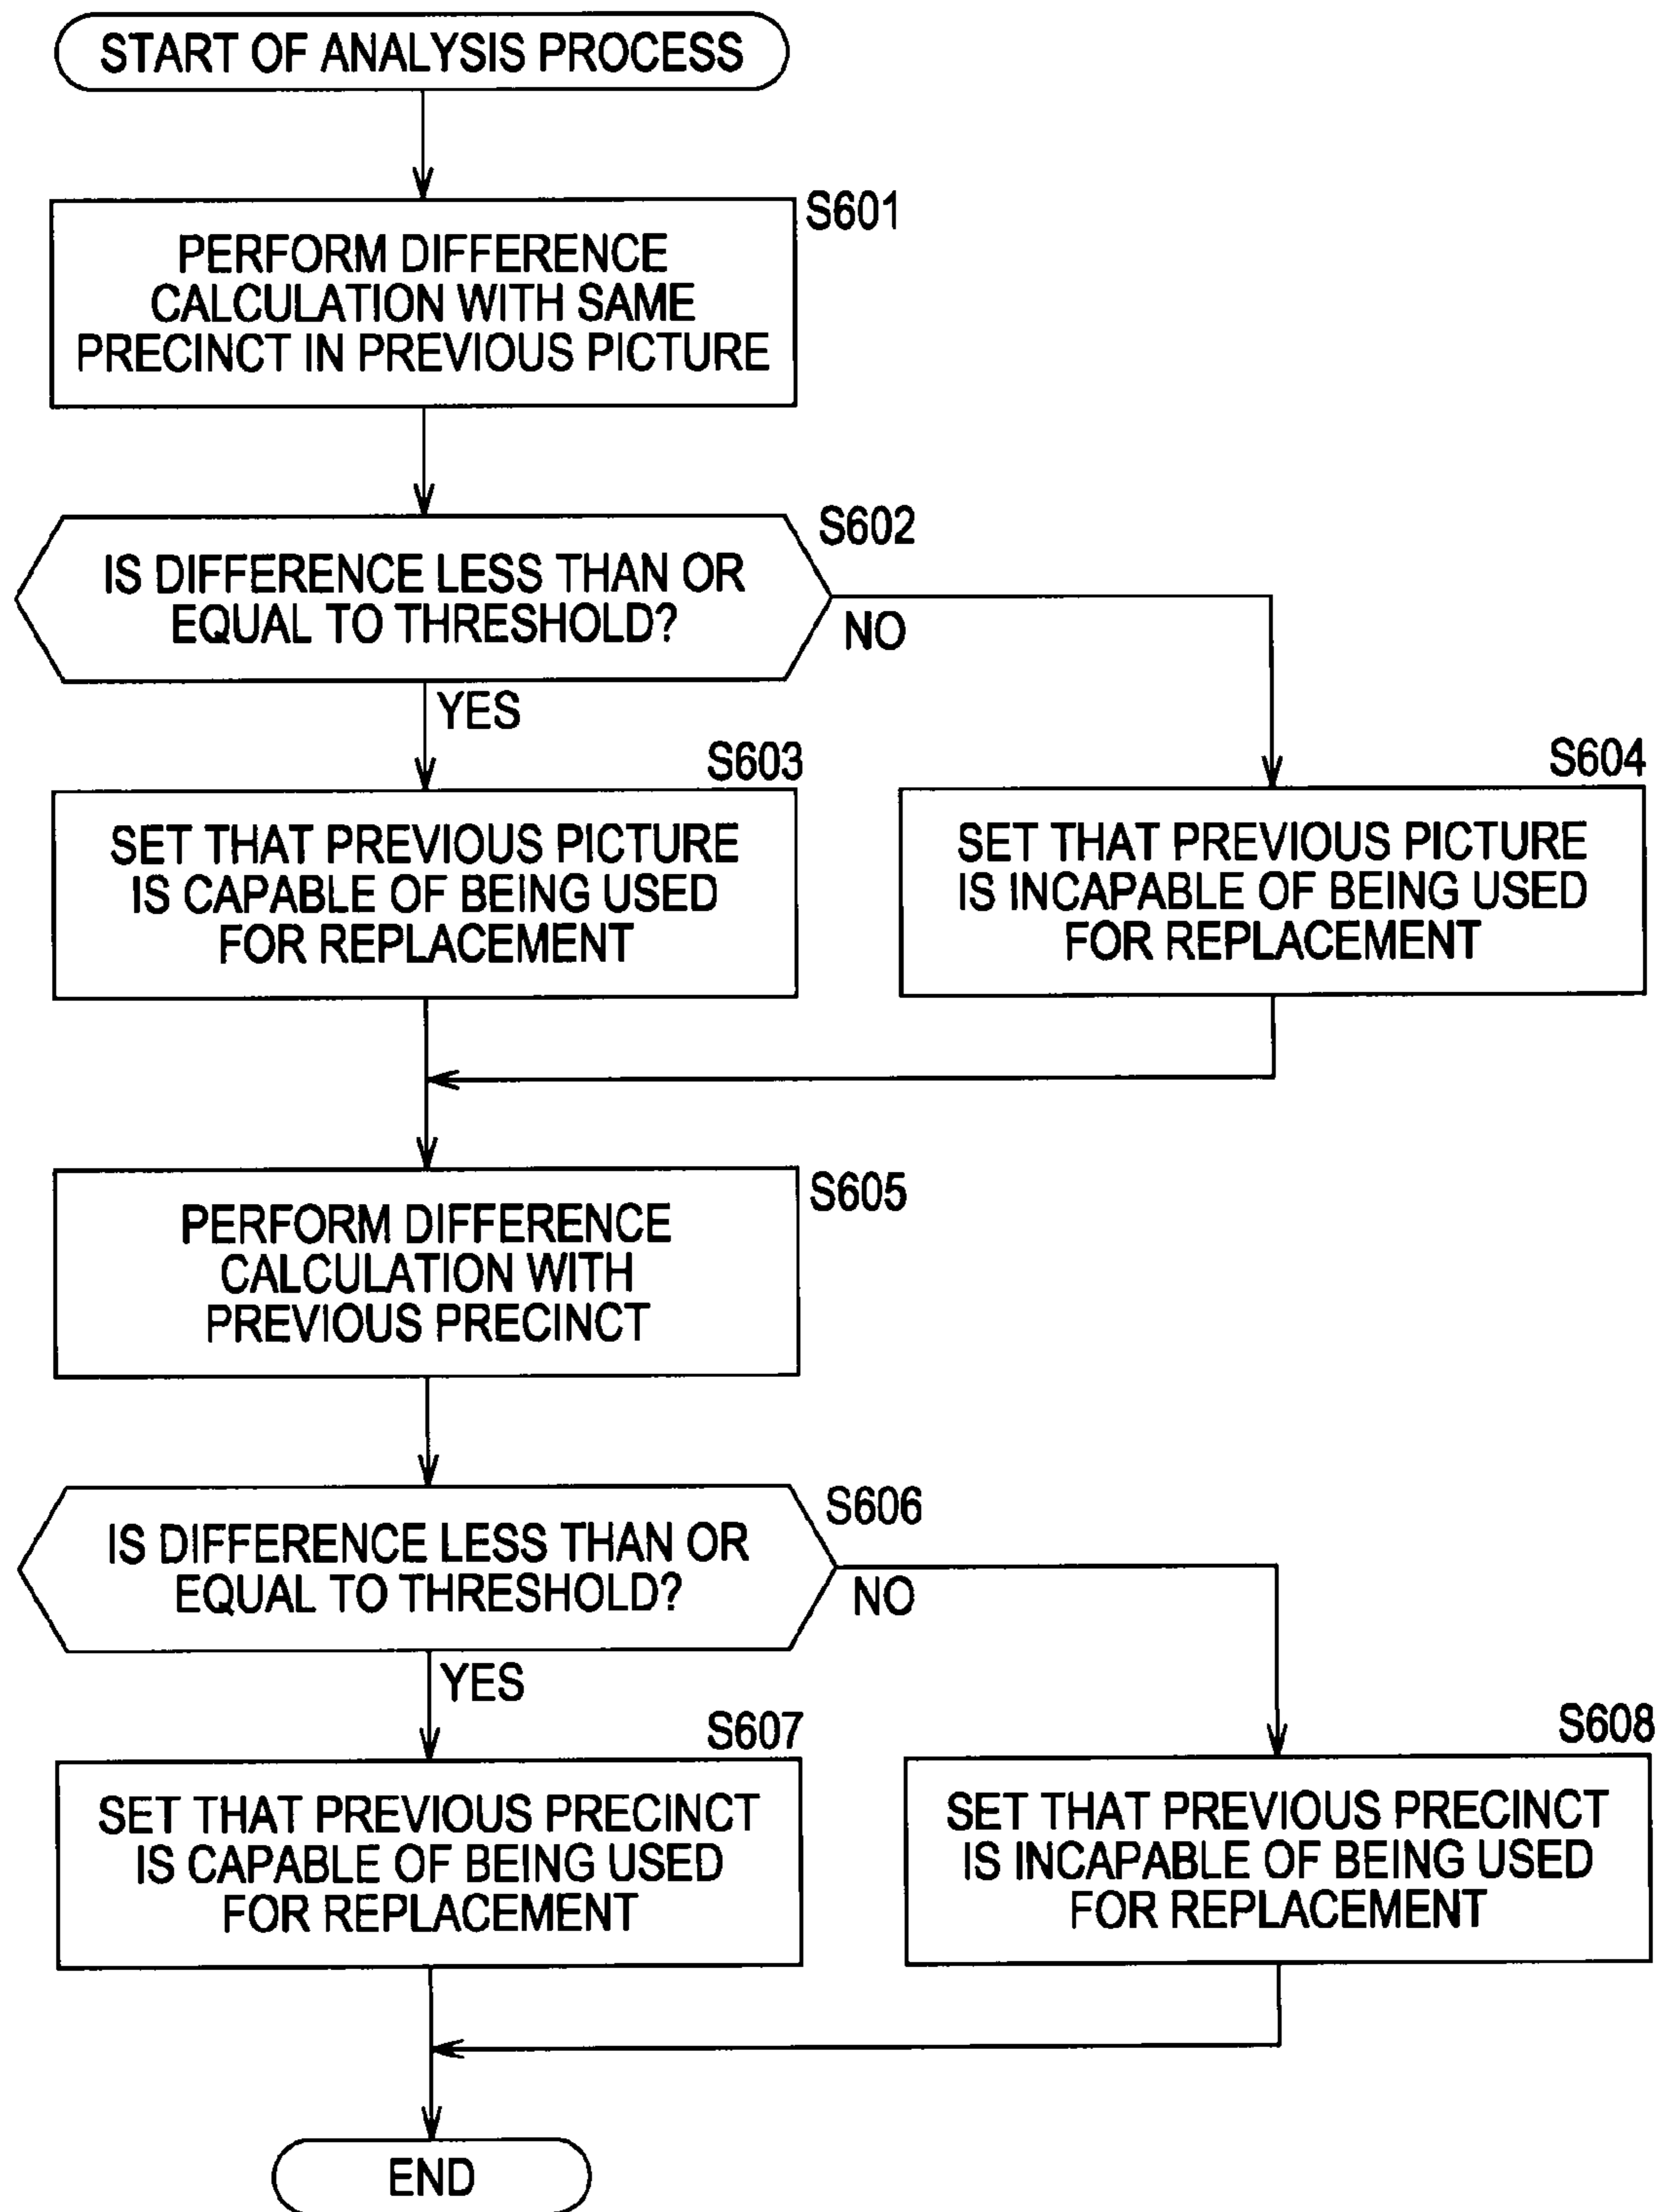 START OF ANALYSIS PROCESS
S601
PERFORM DIFFERENCE
CALCULATION WITH SAME
PRECINCT IN PREVIOUS PICTURE
S602
IS DIFFERENCE LESS THAN OR
EQUAL TO THRESHOLD?
NO
YES
S603
SET THAT PREVIOUS PICTURE
IS CAPABLE OF BEING USED
FOR REPLACEMENT
S604
SET THAT PREVIOUS PICTURE
IS INCAPABLE OF BEING USED
FOR REPLACEMENT
S605
PERFORM DIFFERENCE
CALCULATION WITH
PREVIOUS PRECINCT
S606
IS DIFFERENCE LESS THAN OR
EQUAL TO THRESHOLD?
NO
YES
S607
SET THAT PREVIOUS PRECINCT
IS CAPABLE OF BEING USED
FOR REPLACEMENT
S608
SET THAT PREVIOUS PRECINCT
IS INCAPABLE OF BEING USED
FOR REPLACEMENT
END